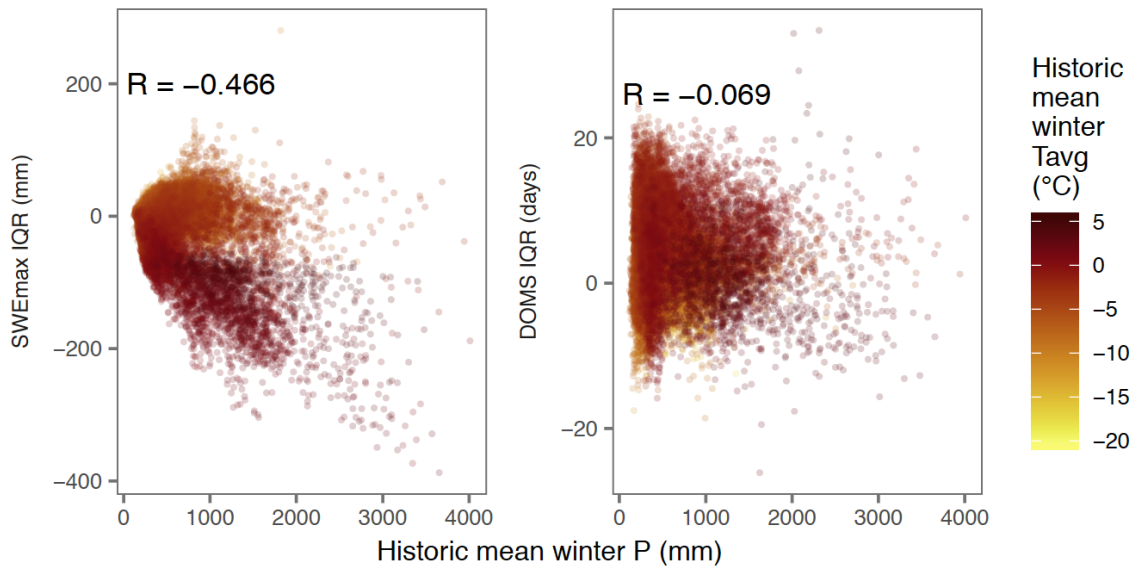 R = −0.466
SWEmax IQR (mm)
200
0
−200
−400
0
1000
2000
3000
4000
R = −0.069
DOMS IQR (days)
20
0
−20
0
1000
2000
3000
4000
Historic mean winter P (mm)
Historic
mean
winter
Tavg
(°C)
5
0
−5
−10
−15
−20